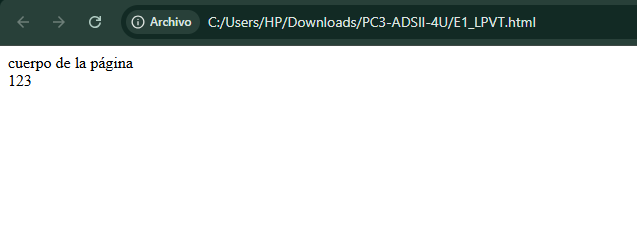 Archivo C:/Users/HP/Downloads/PC3-ADSII-4U/E1_LPVT.html
cuerpo de la página
123